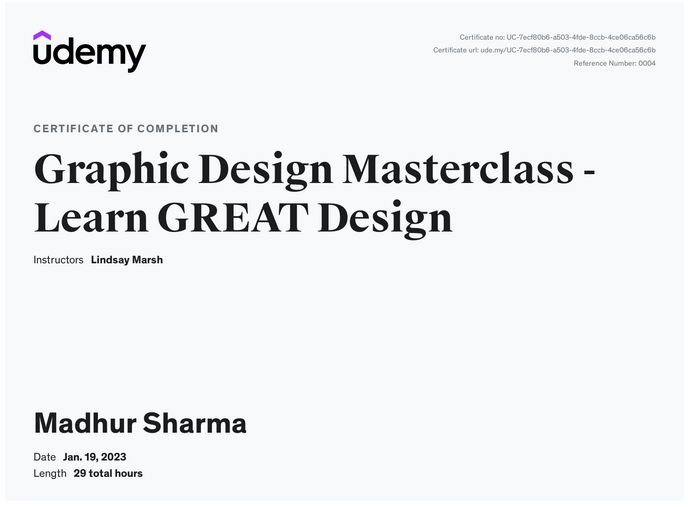 udemy
Certificate no: UC-7ecf80b6-a503-4fde-8ccb-4ce06ca56c6b
Certificate url: ude.my/UC-7ecf80b6-a503-4fde-8ccb-4ce06ca56c6b
Reference Number: 0004
CERTIFICATE OF COMPLETION
Graphic Design Masterclass -
Learn GREAT Design
Instructors Lindsay Marsh
Madhur Sharma
Date Jan. 19, 2023
Length 29 total hours